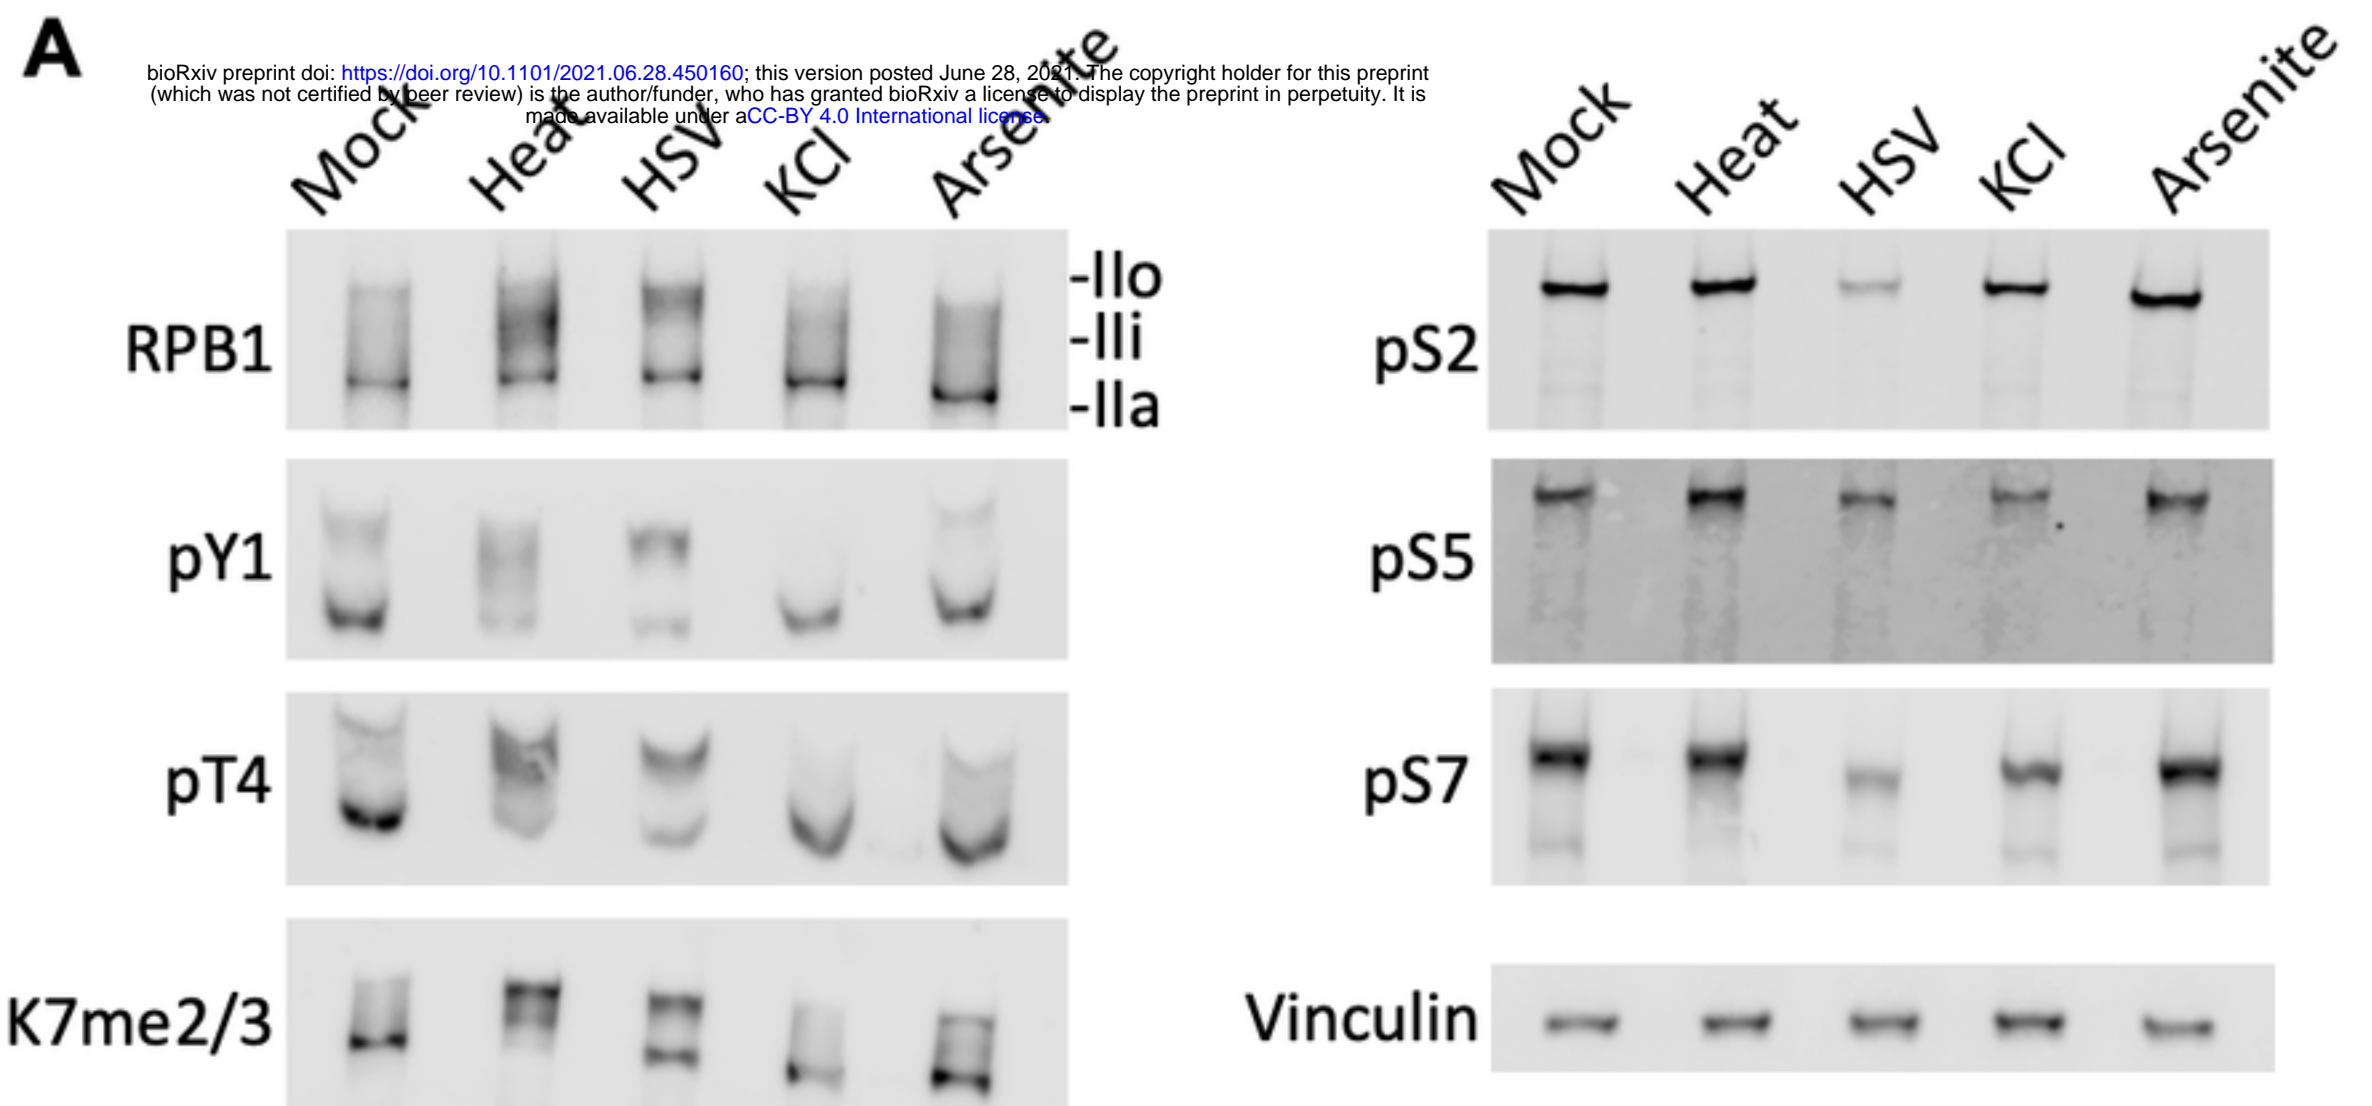 A
bioRxiv preprint doi: https://doi.org/10.1101/2021.06.28.450160; this version posted June 28, 2021. The copyright holder for this preprint
(which was not certified by peer review) is the author/funder, who has granted bioRxiv a license to display the preprint in perpetuity. It is
made available under aCC-BY 4.0 International license.
Mock Heat HSV KCl Arsenite
RPB1
-IIo
-IIi
-IIa
pY1
pT4
K7me2/3
Mock Heat HSV KCl Arsenite
pS2
pS5
pS7
Vinculin